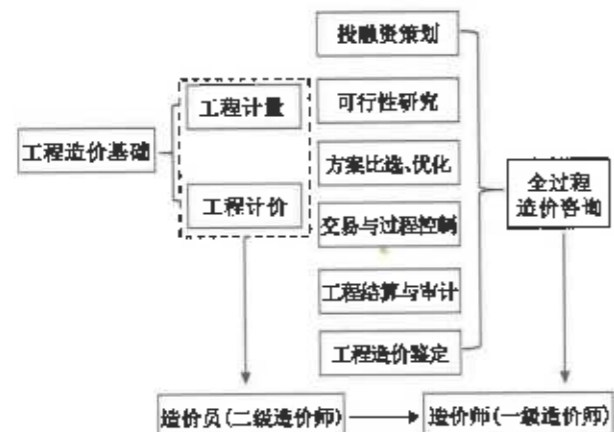 投融资策划
工程计量
可行性研究
工程造价基础
方案比选、优化
全过程
造价咨询
工程计价
交易与过程控制
工程结算与审计
工程造价鉴定
造价员(二级造价师)
造价师(一级造价师)